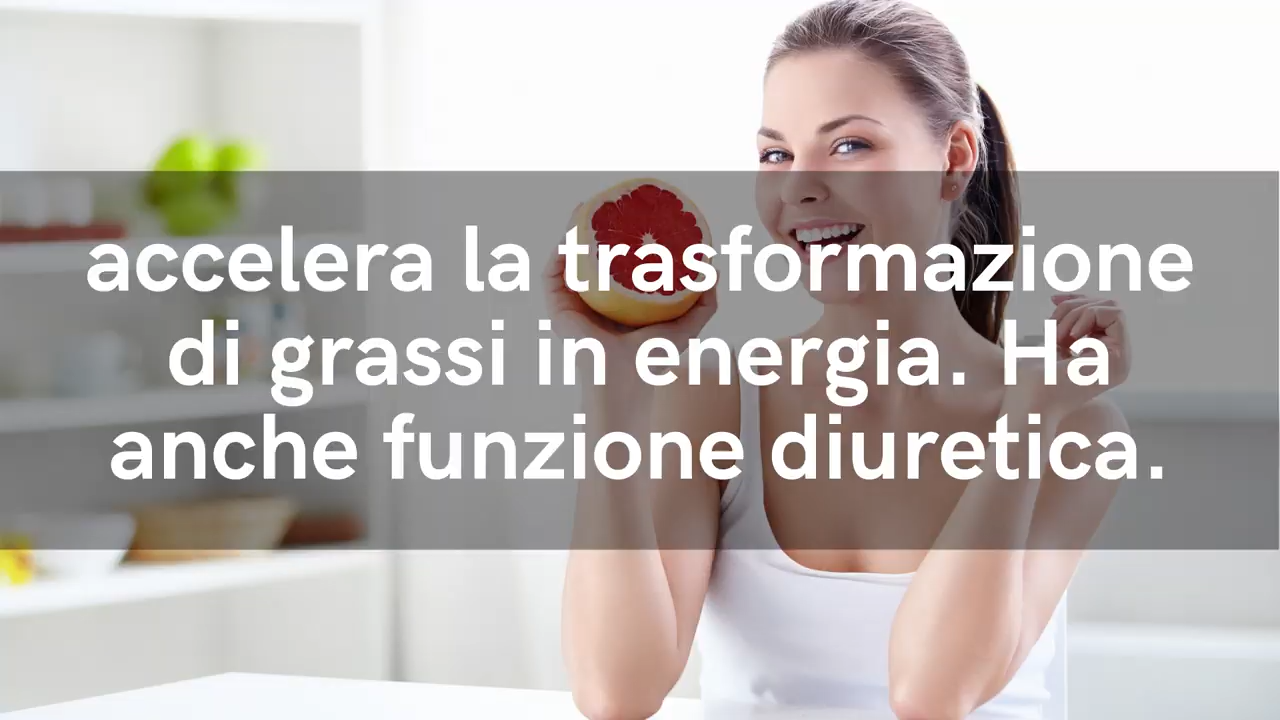 accelera la trasformazione
di grassi in energia. Ha
anche funzione diuretica.